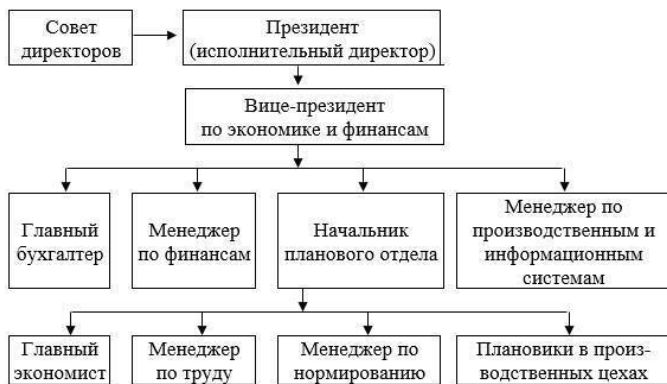 Совет
директоров
Президент
(исполнительный директор)
Вице-президент
по экономике и финансам
Главный
бухгалтер
Менеджер
по финансам
Начальник
планового отдела
Менеджер по
производственным и
информационным
системам
Главный
экономист
Менеджер
по труду
Менеджер по
нормированию
Плановики в произ-
водственных цехах